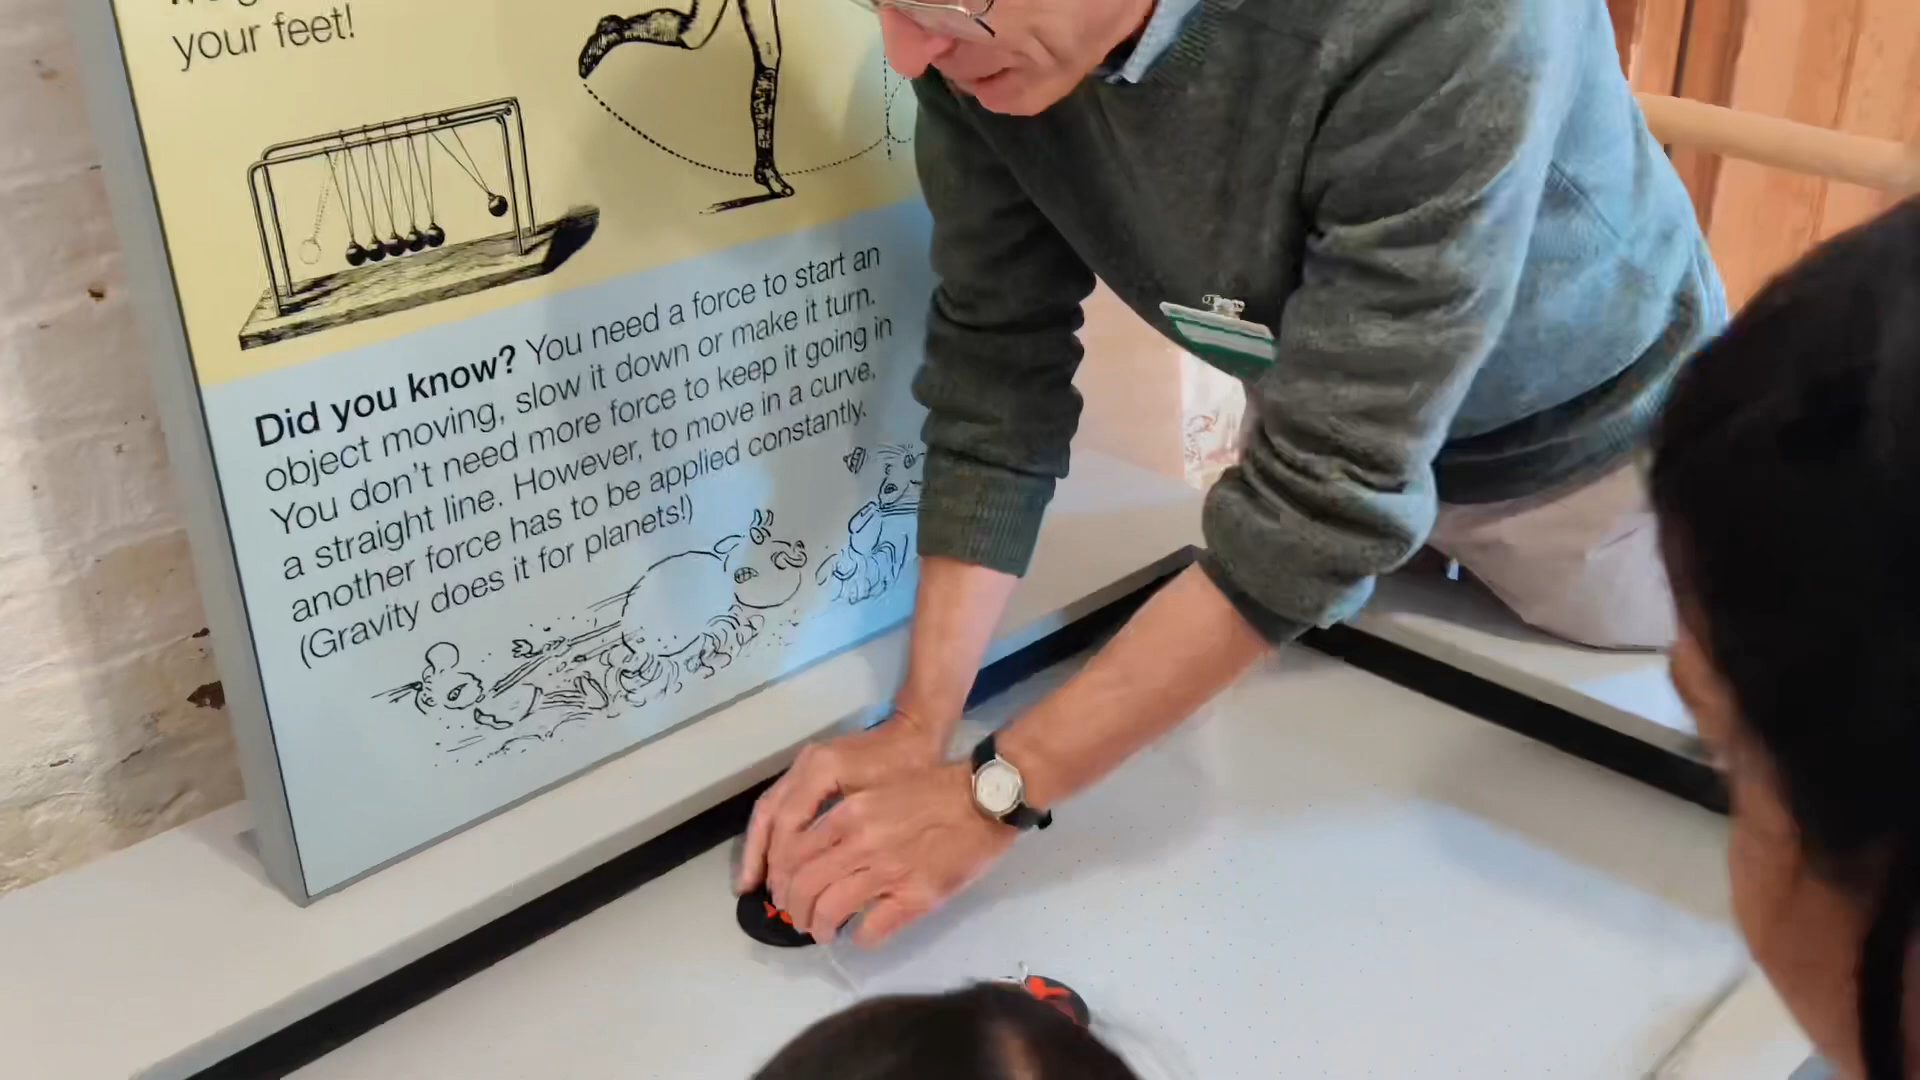 your feet!
Did you know? You need a force to start an
object moving, slow it down or make it turn.
You don't need more force to keep it going in
a straight line. However, to move in a curve,
another force has to be applied constantly.
(Gravity does it for planets!)